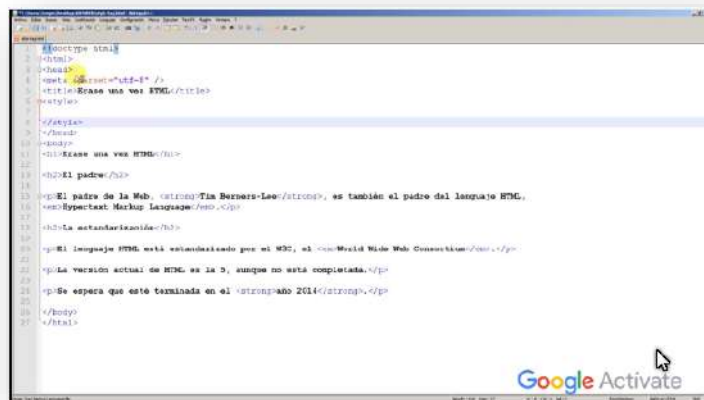 <!doctype html>
<html>
<head>
<meta charset="utf-8" />
<title>Erase una vez HTML</title>
<style>
</style>
</head>
<body>
<h1>Erase una vez HTML</h1>
<h2>El padre</h2>
<p>El padre de la Web, <strong>Tim Berners-Lee</strong>, es también el padre del lenguaje HTML,
<em>Hypertext Markup Language</em>.</p>
<h2>La estandarización</h2>
<p>El lenguaje HTML está estandarizado por el W3C, el <em>World Wide Web Consortium</em>.</p>
<p>La versión actual de HTML es la 5, aunque no está completada.</p>
<p>Se espera que esté terminada en el <strong>año 2014</strong>.</p>
</body>
</html>
Google Activate